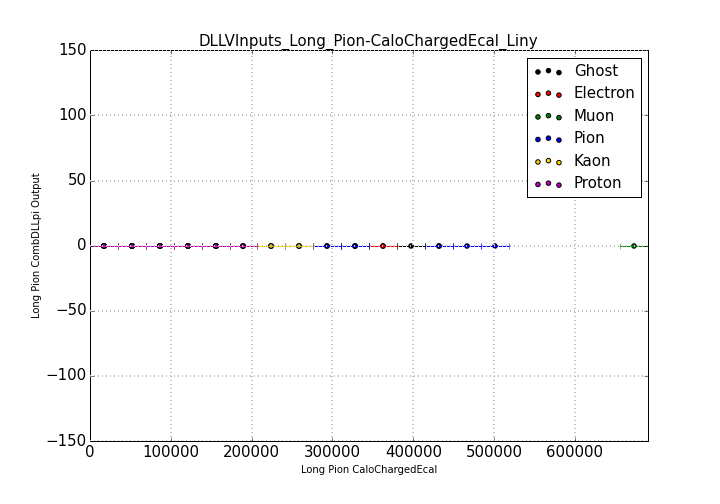 DLLVInputs_Long_Pion-CaloChargedEcal_Liny
150
100
50
0
−50
−100
−150
Long Pion CombDLLpi Output
Ghost
Electron
Muon
Pion
Kaon
Proton
0 100000 200000 300000 400000 500000 600000
Long Pion CaloChargedEcal